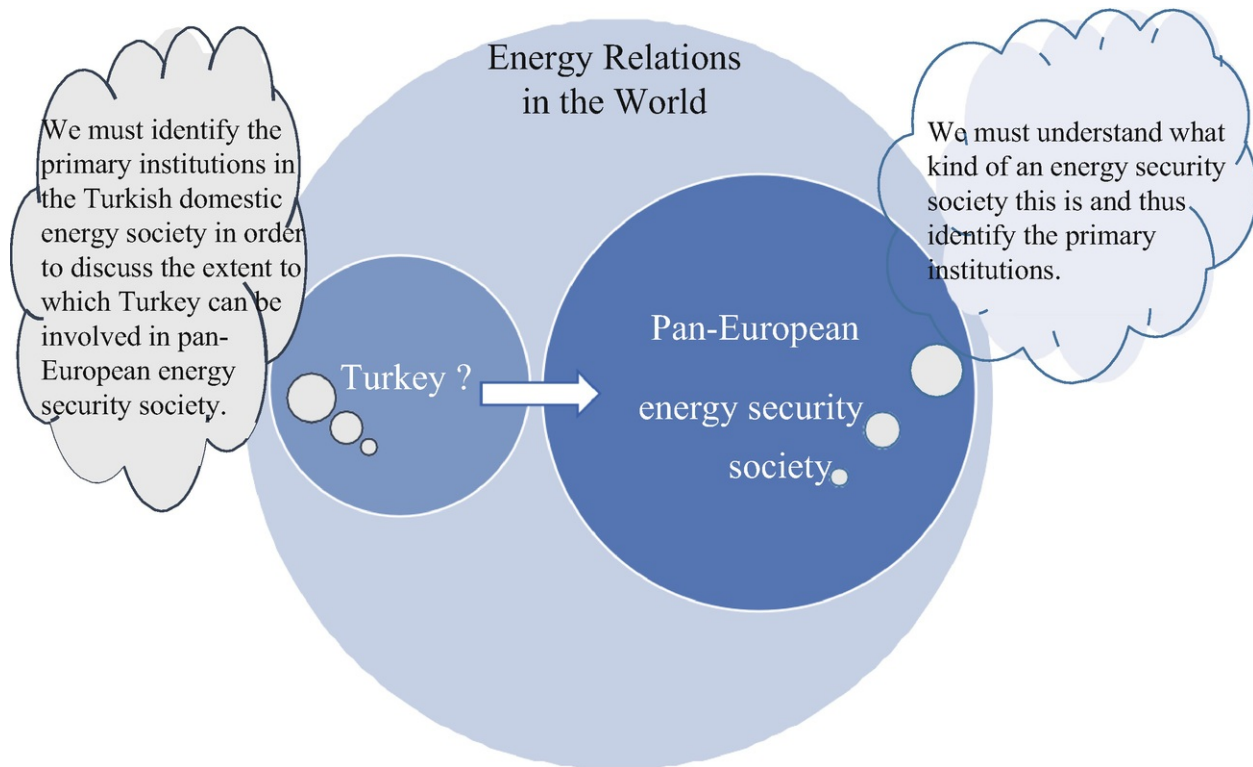 Energy Relations
in the World
We must identify the
primary institutions in
the Turkish domestic
energy society in order
to discuss the extent to
which Turkey can be
involved in pan-
European energy
security society.
We must understand what
kind of an energy security
society this is and thus
identify the primary
institutions.
Turkey ?
Pan-European
energy security
society